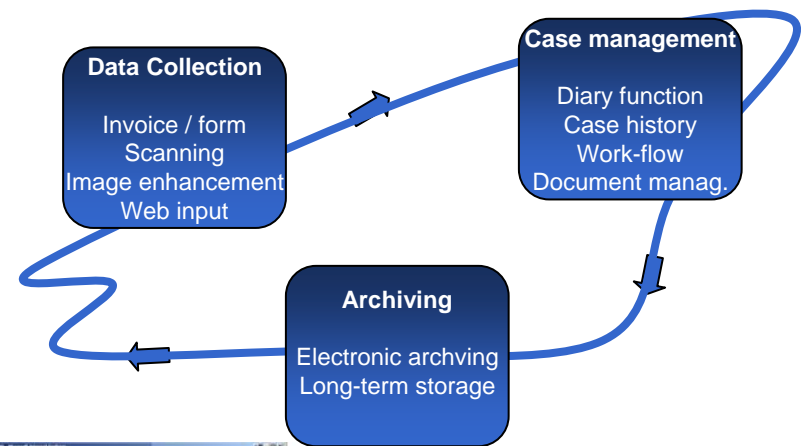 Data Collection
Invoice / form
Scanning
Image enhancement
Web input
Case management
Diary function
Case history
Work-flow
Document manag.
Archiving
Electronic archving
Long-term storage